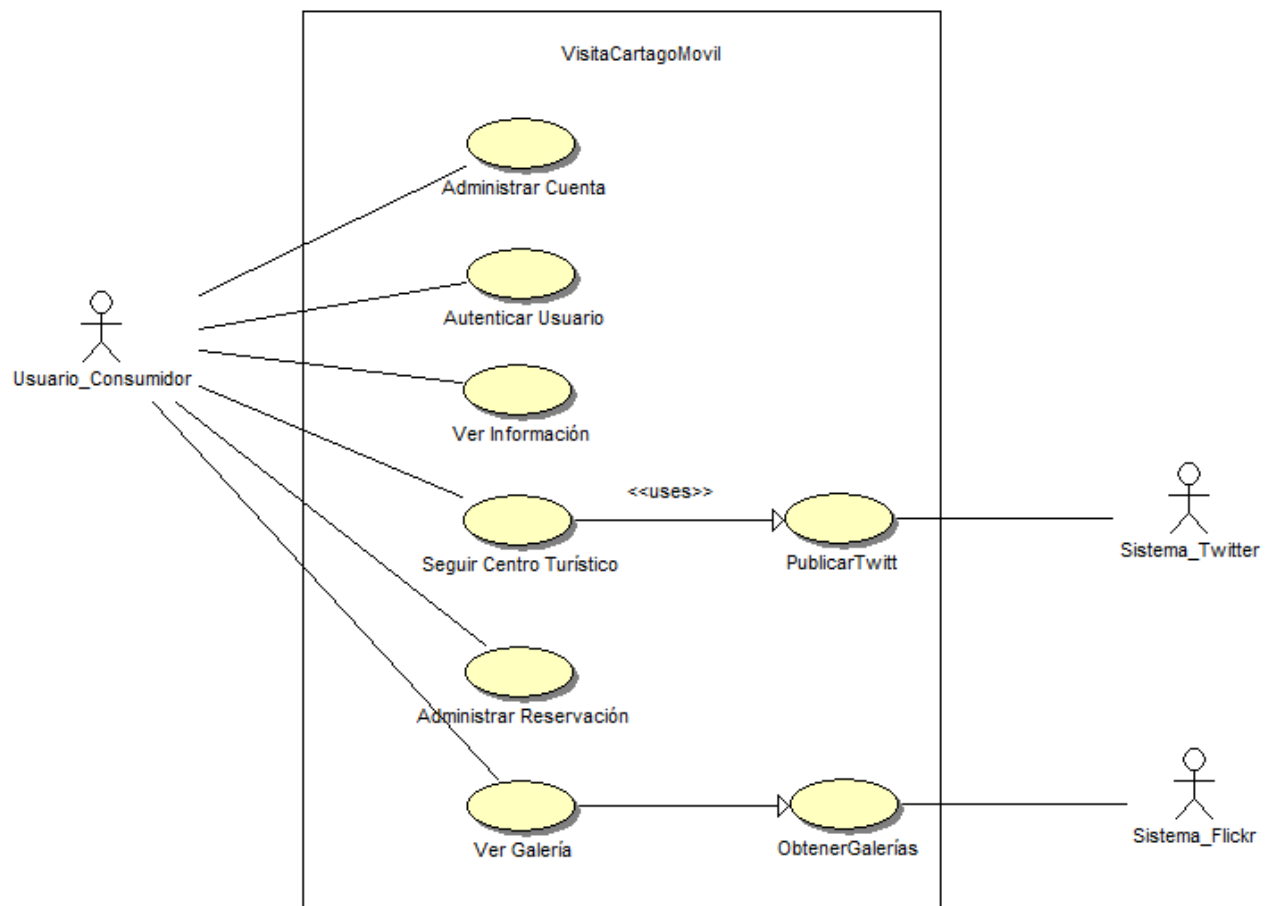 VisitaCartagoMovil
Administrar Cuenta
Autenticar Usuario
Usuario_Consumidor
Ver Información
<<uses>>
Seguir Centro Turístico
PublicarTwitt
Sistema_Twitter
Administrar Reservación
Ver Galería
ObtenerGalerías
Sistema_Flickr